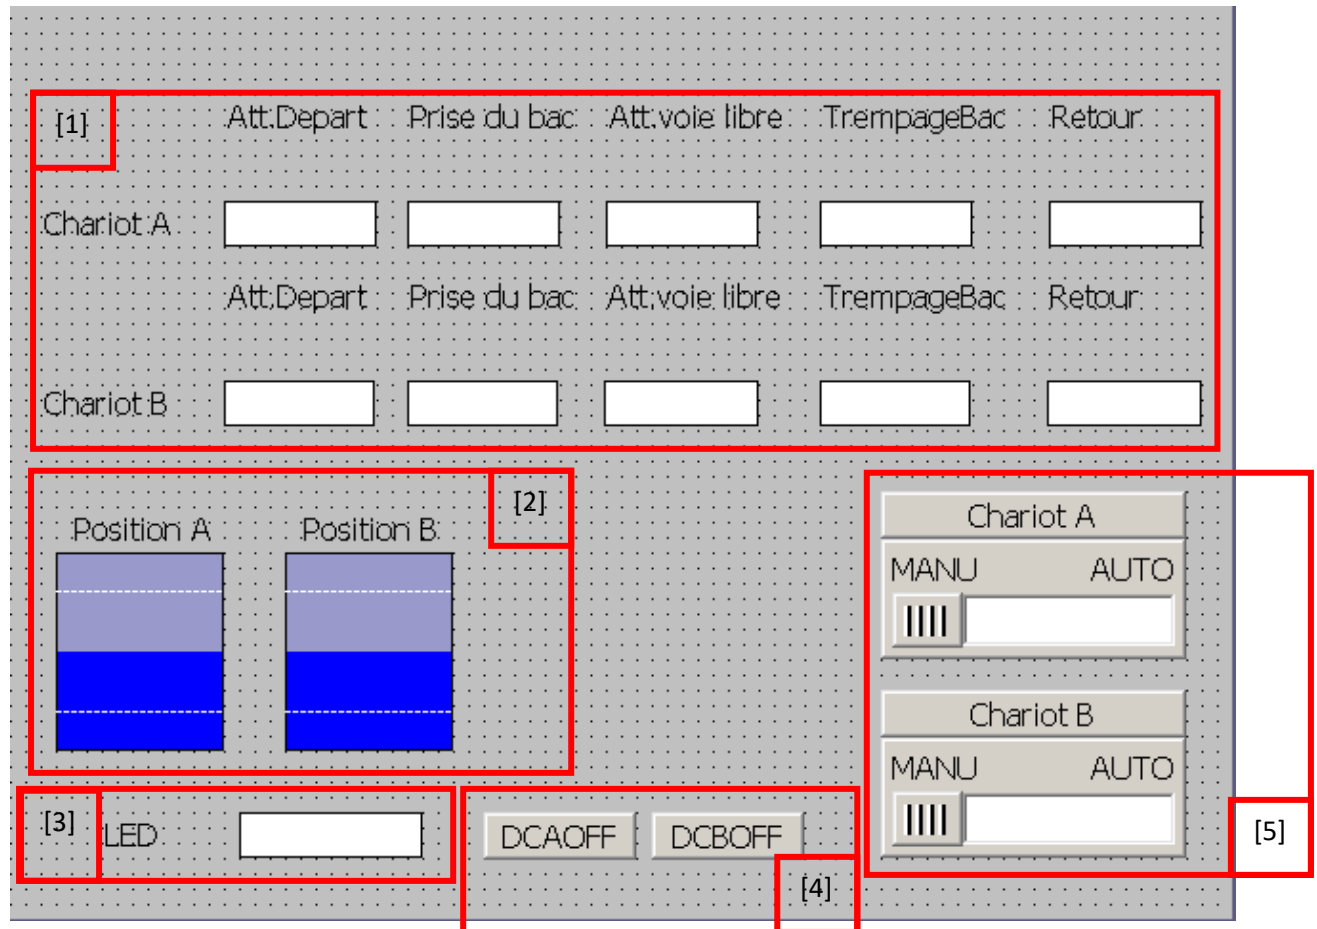 [1] Att.Depart Prise du bac Att.voie libre TrempageBac Retour
Chariot A
Att.Depart Prise du bac Att.voie libre TrempageBac Retour
Chariot B
[2]
Position A Position B
Chariot A
MANU AUTO
Chariot B
MANU AUTO
[3] LED
DCAOFF DCBOFF
[4]
[5]